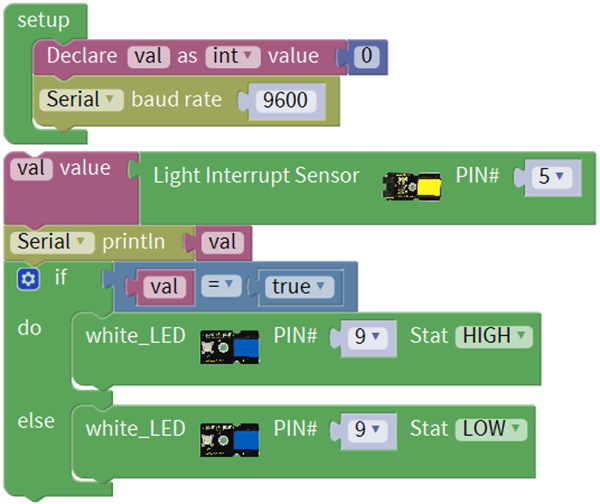 setup
Declare val as int value 0
Serial baud rate 9600
val value Light Interrupt Sensor PIN# 5
Serial println val
if val = true
do white_LED PIN# 9 Stat HIGH
else white_LED PIN# 9 Stat LOW